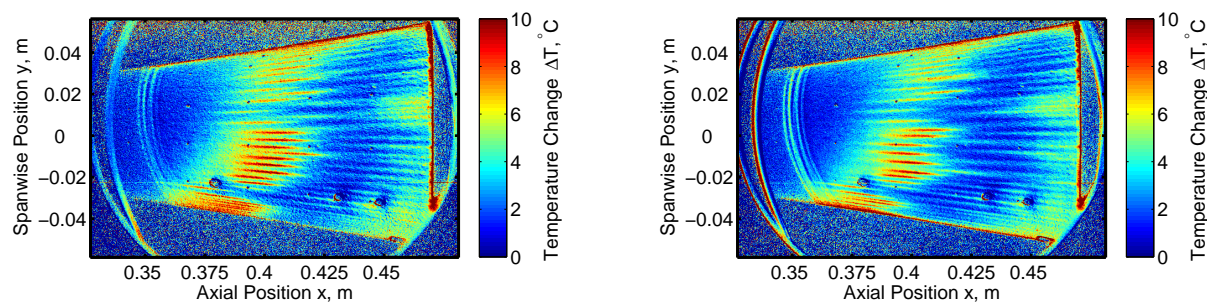 0.04
0.02
0
−0.02
−0.04
Spanwise Position y, m
0.35 0.375 0.4 0.425 0.45
Axial Position x, m
10
8
6
4
2
0
Temperature Change ΔT, °C
0.04
0.02
0
−0.02
−0.04
Spanwise Position y, m
0.35 0.375 0.4 0.425 0.45
Axial Position x, m
10
8
6
4
2
0
Temperature Change ΔT, °C